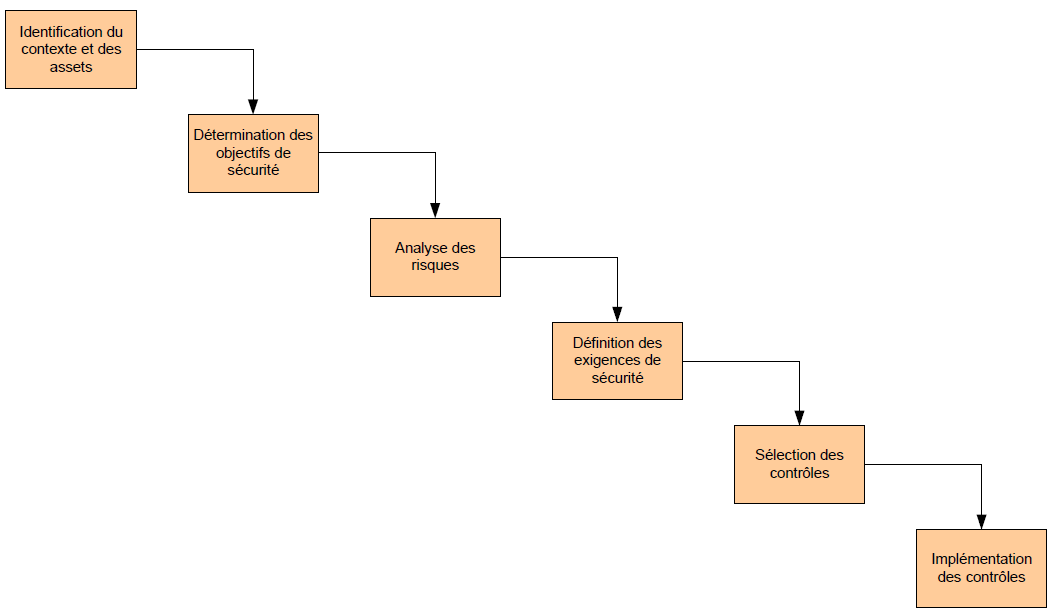 Identification du
contexte et des
assets
Détermination des
objectifs de
sécurité
Analyse des
risques
Définition des
exigences de
sécurité
Sélection des
contrôles
Implémentation
des contrôles